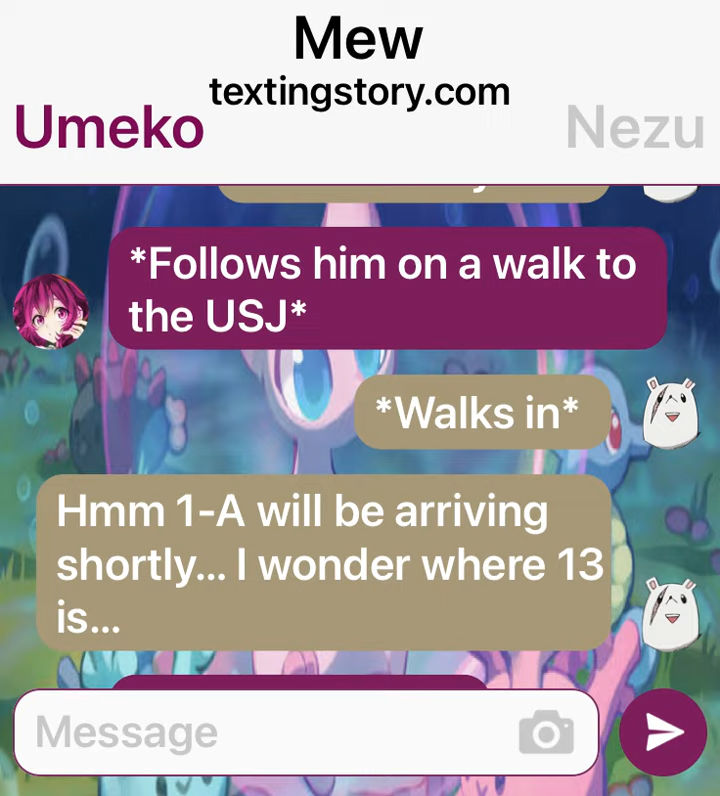 Mew
textingstory.com
Umeko
Nezu
*Follows him on a walk to
the USJ*
*Walks in*
Hmm 1-A will be arriving
shortly... I wonder where 13
is...
Message